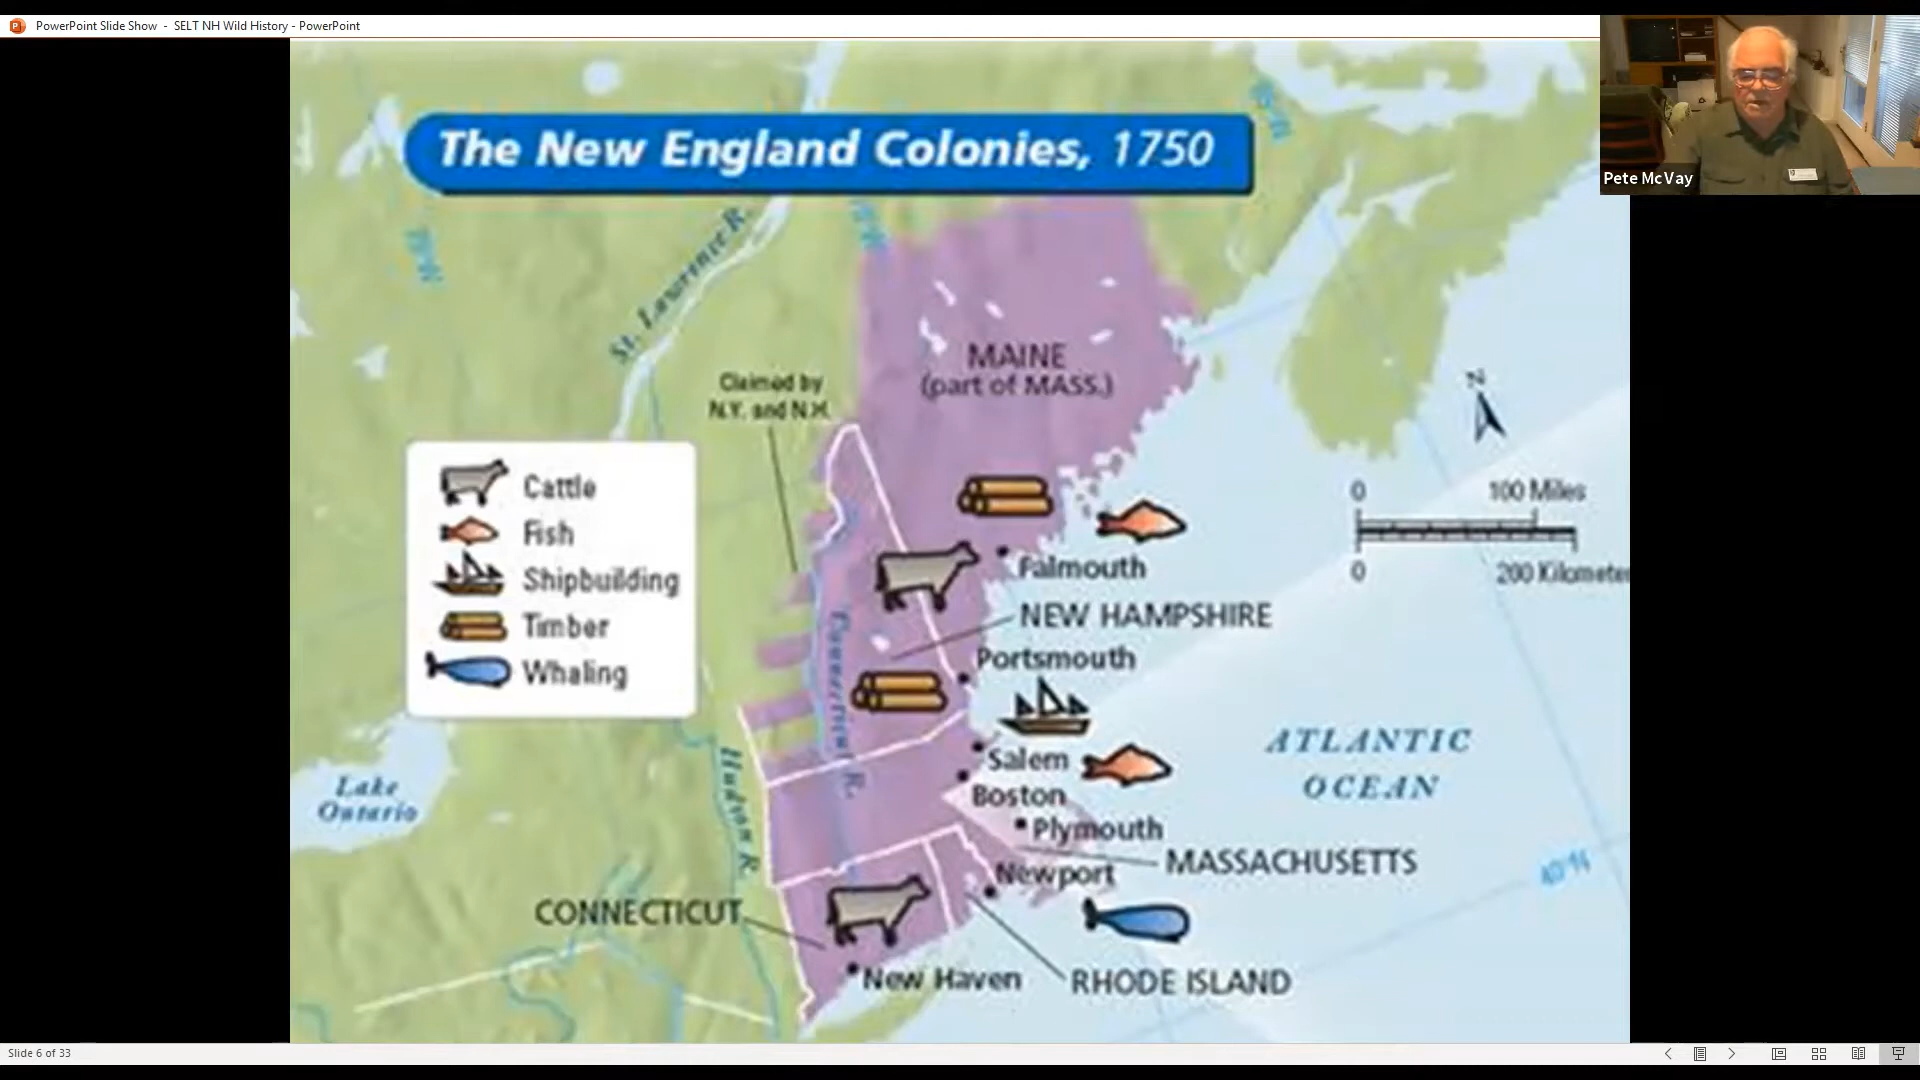 PowerPoint Slide Show - SELT NH Wild History - PowerPoint
Pete McVay
The New England Colonies, 1750
St. Lawrence R.
MAINE
(part of MASS.)
Claimed by
N.Y. and N.H.
N
Cattle
Fish
Shipbuilding
Timber
Whaling
0
100 Miles
0
200 Kilometer
Falmouth
NEW HAMPSHIRE
Portsmouth
Connecticut R.
Hudson R.
Salem
Boston
Plymouth
MASSACHUSETTS
Newport
ATLANTIC
OCEAN
Lake
Ontario
40°N
CONNECTICUT
New Haven
RHODE ISLAND
Slide 6 of 33